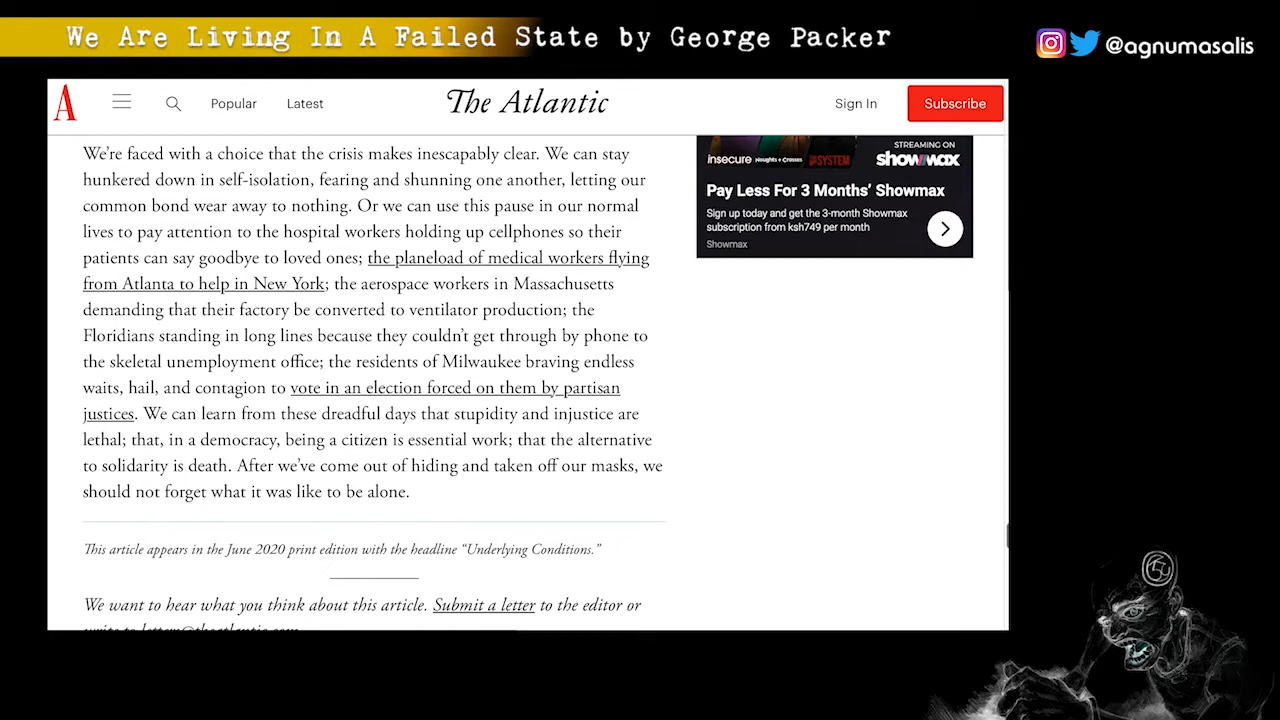 We Are Living In A Failed State by George Packer
@agnumasalis
A
Popular
Latest
The Atlantic
Sign In
Subscribe
We're faced with a choice that the crisis makes inescapably clear. We can stay
hunkered down in self-isolation, fearing and shunning one another, letting our
common bond wear away to nothing. Or we can use this pause in our normal
lives to pay attention to the hospital workers holding up cellphones so their
patients can say goodbye to loved ones; the planeload of medical workers flying
from Atlanta to help in New York; the aerospace workers in Massachusetts
demanding that their factory be converted to ventilator production; the
Floridians standing in long lines because they couldn't get through by phone to
the skeletal unemployment office; the residents of Milwaukee braving endless
waits, hail, and contagion to vote in an election forced on them by partisan
justices. We can learn from these dreadful days that stupidity and injustice are
lethal; that, in a democracy, being a citizen is essential work; that the alternative
to solidarity is death. After we've come out of hiding and taken off our masks, we
should not forget what it was like to be alone.
This article appears in the June 2020 print edition with the headline “Underlying Conditions.”
We want to hear what you think about this article. Submit a letter to the editor or
write to letters@theatlantic.com
insecure Noughts + Crosses SYSTEM
STREAMING ON
showmax
Pay Less For 3 Months' Showmax
Sign up today and get the 3-month Showmax
subscription from ksh749 per month
Showmax